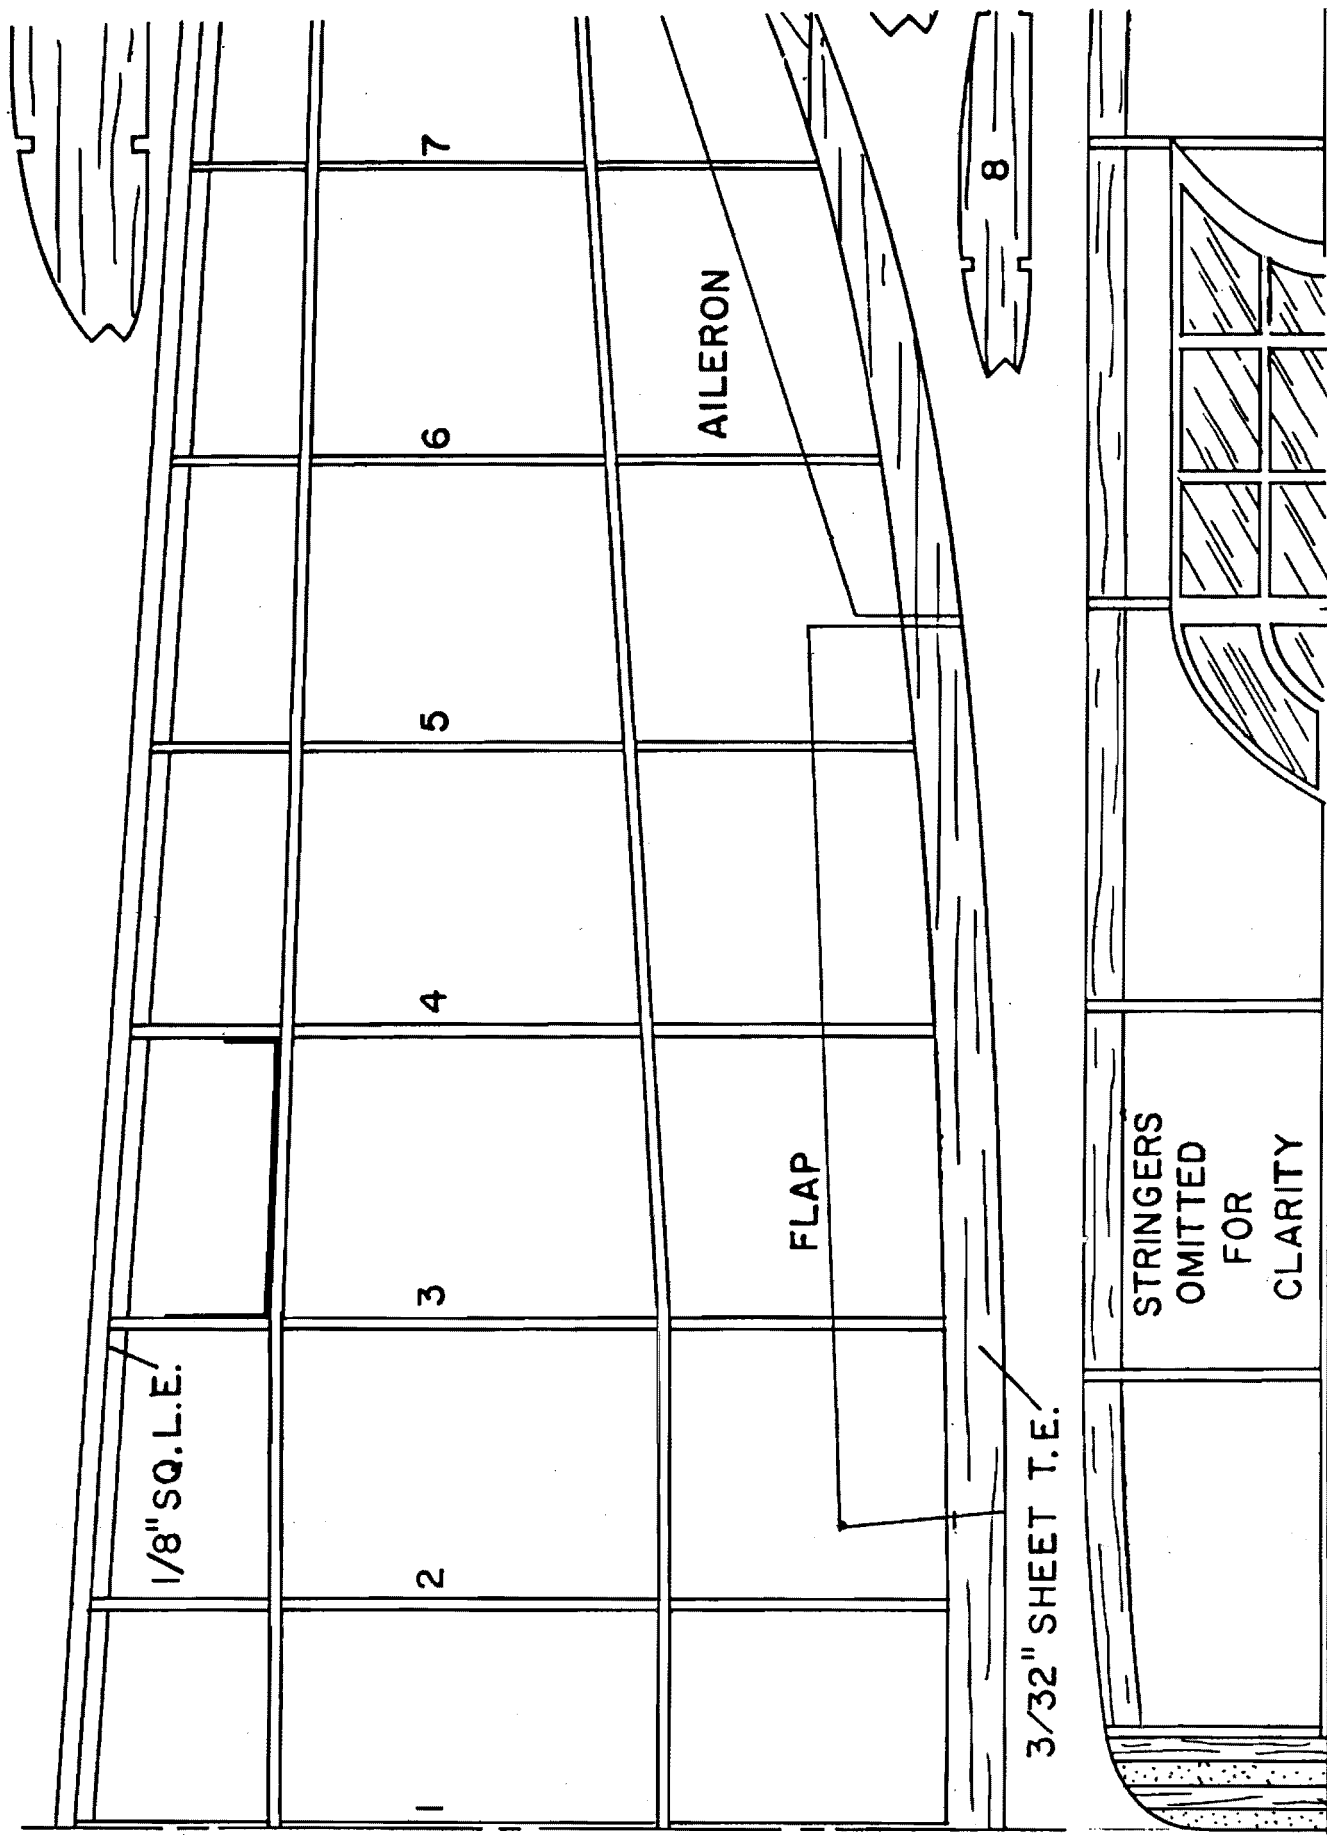 1/8" SQ. L.E.
1
2
3
4
5
6
7
FLAP
AILERON
8
3/32" SHEET T.E.
STRINGERS
OMITTED
FOR
CLARITY